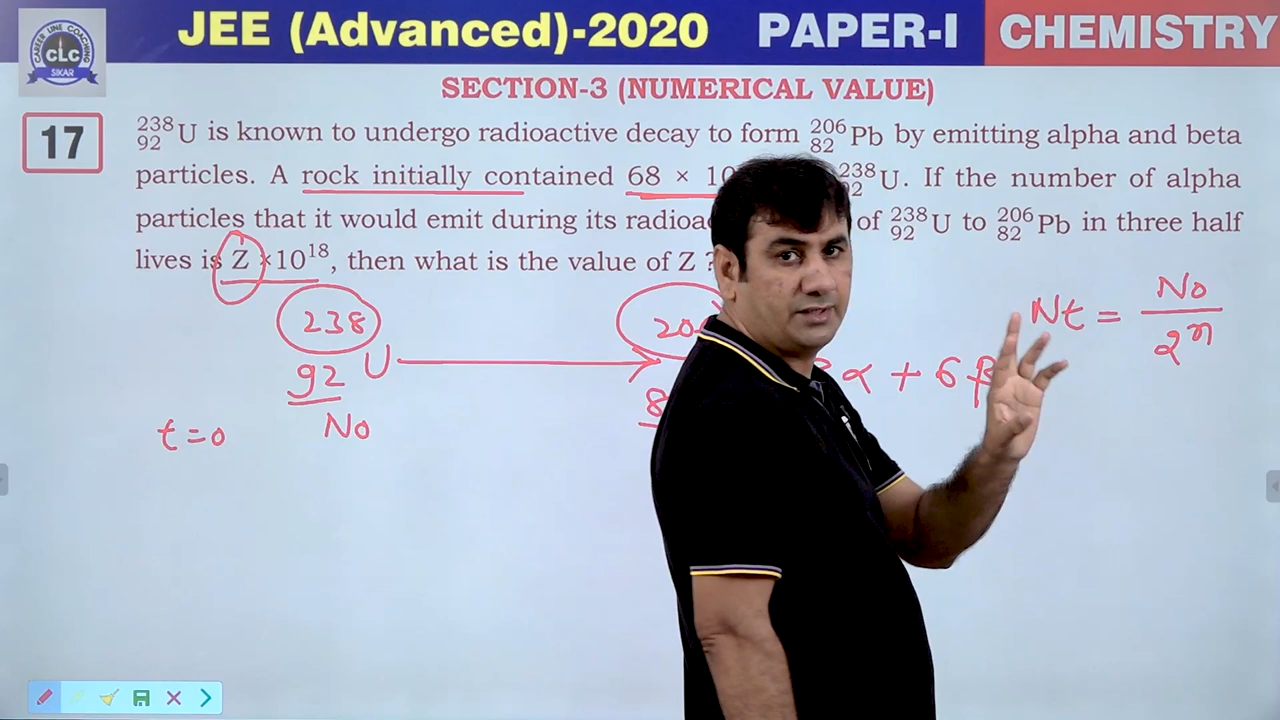 CAREER LINE COACHING
CLC
SIKAR
JEE (Advanced)-2020 PAPER-I CHEMISTRY
SECTION-3 (NUMERICAL VALUE)
17
²³⁸₉₂U is known to undergo radioactive decay to form ²⁰⁶₈₂Pb by emitting alpha and beta
particles. A rock initially contained 68 × 10 U. If the number of alpha
particles that it would emit during its of ²³⁸₉₂U to ²⁰⁶₈₂Pb in three half
lives is Z ×10¹⁸, then what is the value of Z ?
238
92 U
α + 6 β
Nt = No / 2ⁿ
t = 0 No